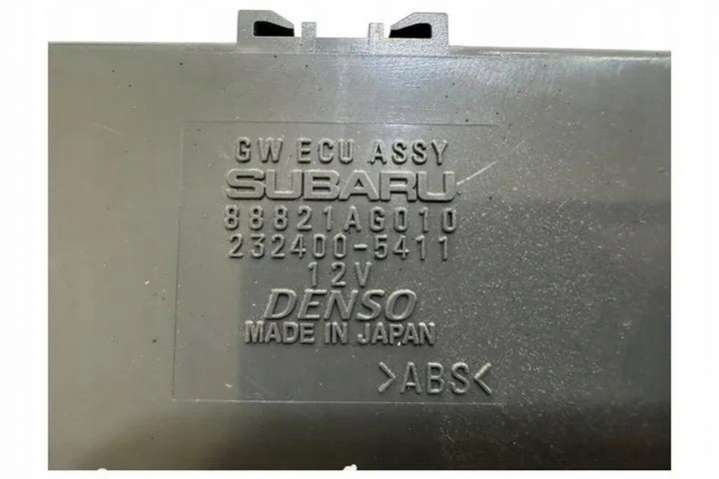 GW ECU ASSY
SUBARU
88821AG010
232400-5411
12V
DENSO
MADE IN JAPAN
>ABS<